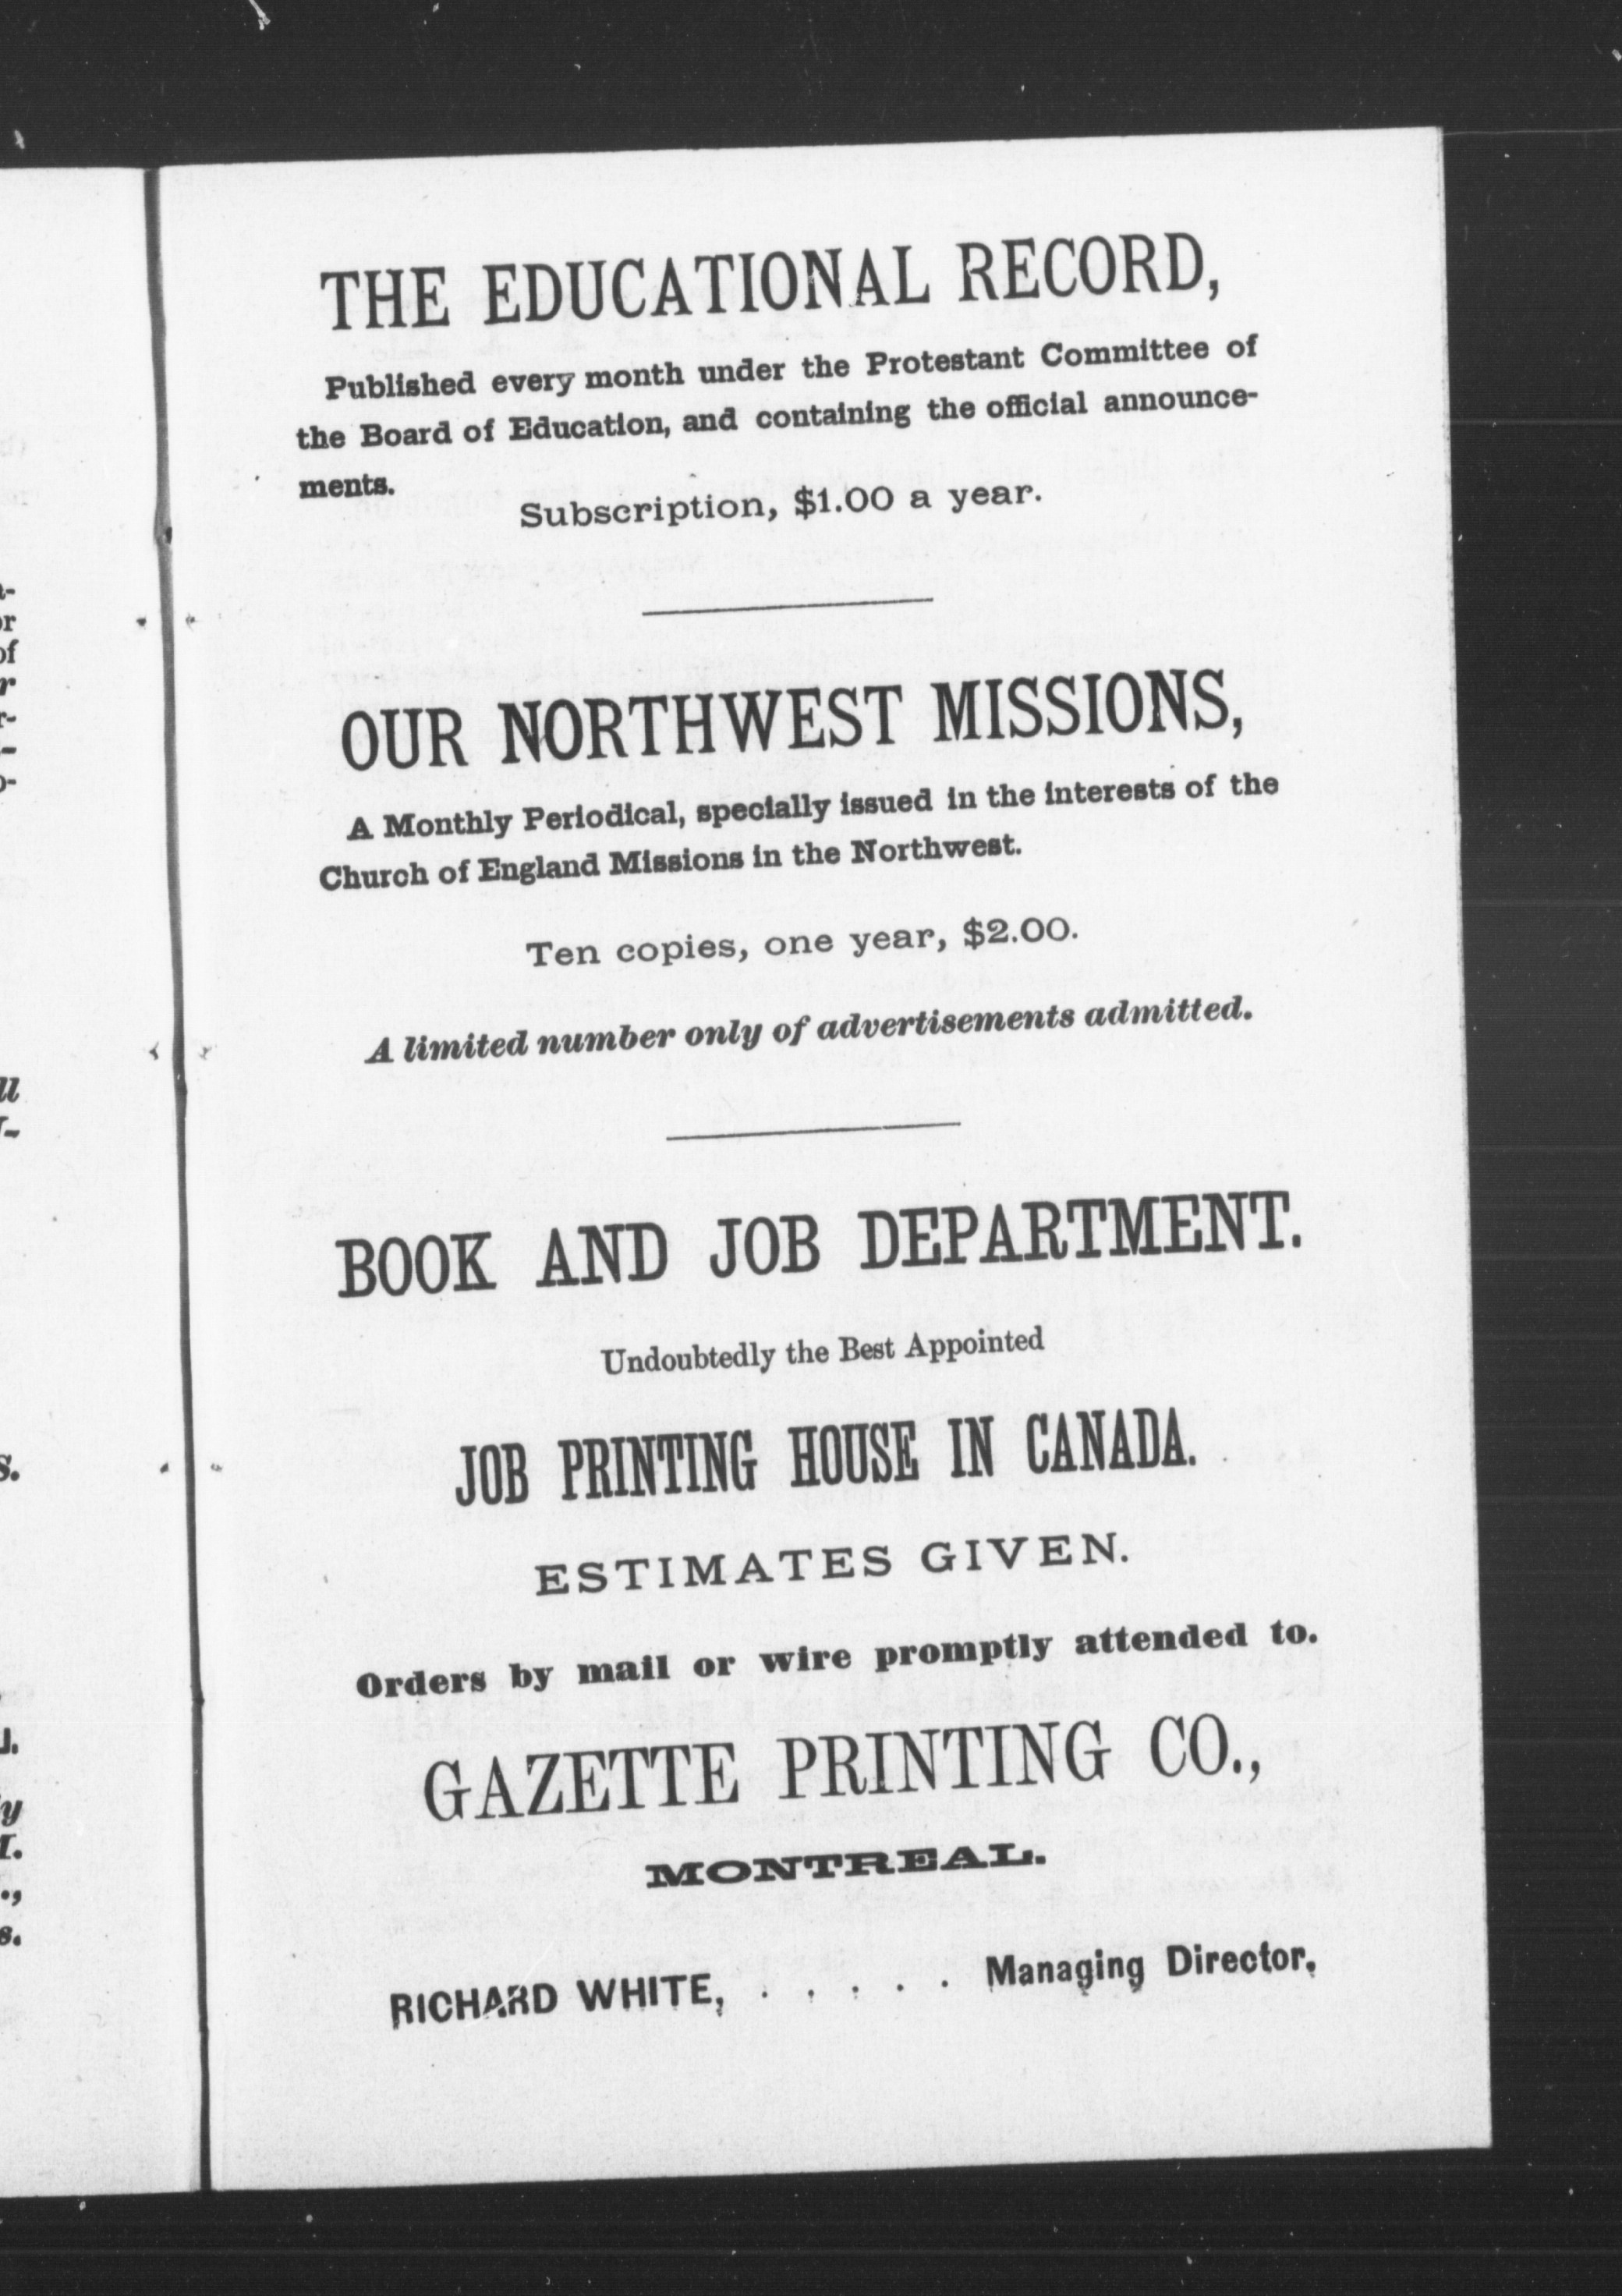 THE EDUCATIONAL RECORD,
Published every month under the Protestant Committee of
the Board of Education, and containing the official announce-
ments.
Subscription, $1.00 a year.
OUR NORTHWEST MISSIONS,
A Monthly Periodical, specially issued in the interests of the
Church of England Missions in the Northwest.
Ten copies, one year, $2.00.
A limited number only of advertisements admitted.
BOOK AND JOB DEPARTMENT.
Undoubtedly the Best Appointed
JOB PRINTING HOUSE IN CANADA.
ESTIMATES GIVEN.
Orders by mail or wire promptly attended to.
GAZETTE PRINTING CO.,
MONTREAL.
RICHARD WHITE, . . . . . Managing Director,